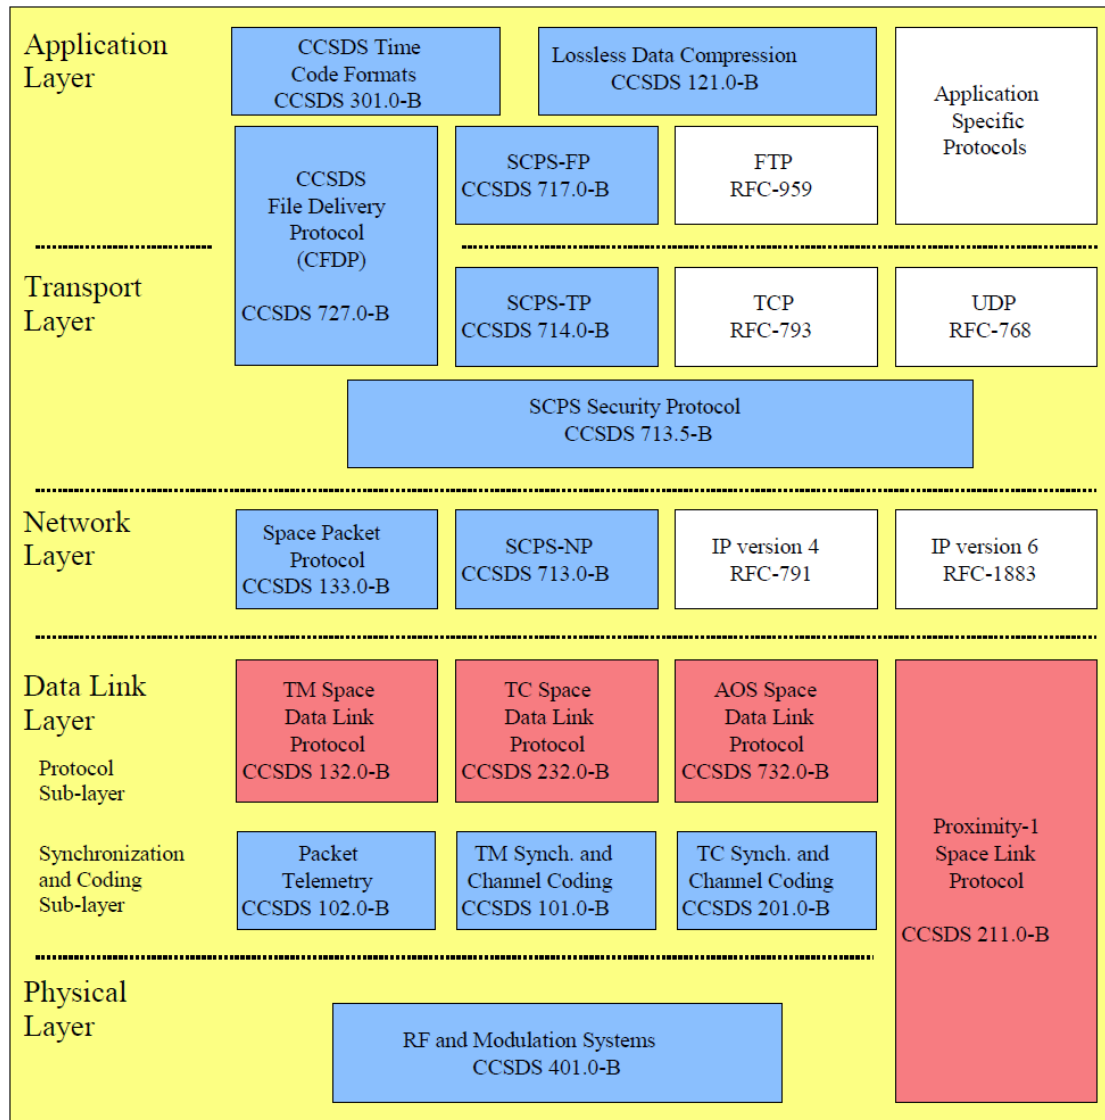 Application
Layer
CCSDS Time
Code Formats
CCSDS 301.0-B
Lossless Data Compression
CCSDS 121.0-B
Application
Specific
Protocols
CCSDS
File Delivery
Protocol
(CFDP)
CCSDS 727.0-B
SCPS-FP
CCSDS 717.0-B
FTP
RFC-959
Transport
Layer
SCPS-TP
CCSDS 714.0-B
TCP
RFC-793
UDP
RFC-768
SCPS Security Protocol
CCSDS 713.5-B
Network
Layer
Space Packet
Protocol
CCSDS 133.0-B
SCPS-NP
CCSDS 713.0-B
IP version 4
RFC-791
IP version 6
RFC-1883
Data Link
Layer
Protocol
Sub-layer
TM Space
Data Link
Protocol
CCSDS 132.0-B
TC Space
Data Link
Protocol
CCSDS 232.0-B
AOS Space
Data Link
Protocol
CCSDS 732.0-B
Proximity-1
Space Link
Protocol
CCSDS 211.0-B
Synchronization
and Coding
Sub-layer
Packet
Telemetry
CCSDS 102.0-B
TM Synch. and
Channel Coding
CCSDS 101.0-B
TC Synch. and
Channel Coding
CCSDS 201.0-B
Physical
Layer
RF and Modulation Systems
CCSDS 401.0-B